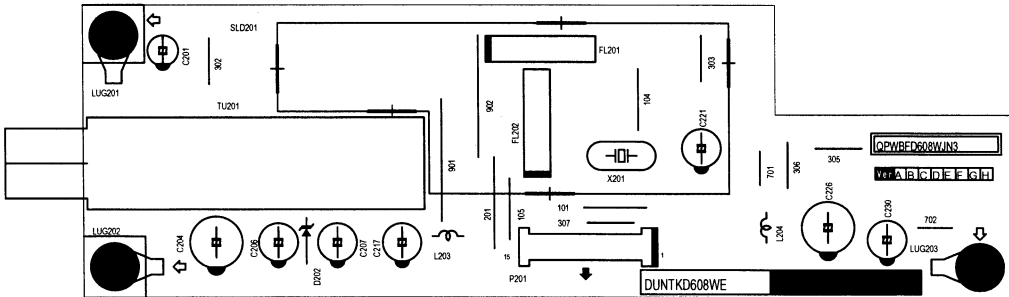 SLD201
C201
302
LUG201
TU201
FL201
303
902
104
FL202
C221
X201
901
QPWBFD608WJN3
305
306
701
Ver. A B C D E F G H
C226
C230
201
105
101
307
702
LUG202
C204
C206
D202
C207
C217
L203
L204
LUG203
15
1
P201
DUNTKD608WE